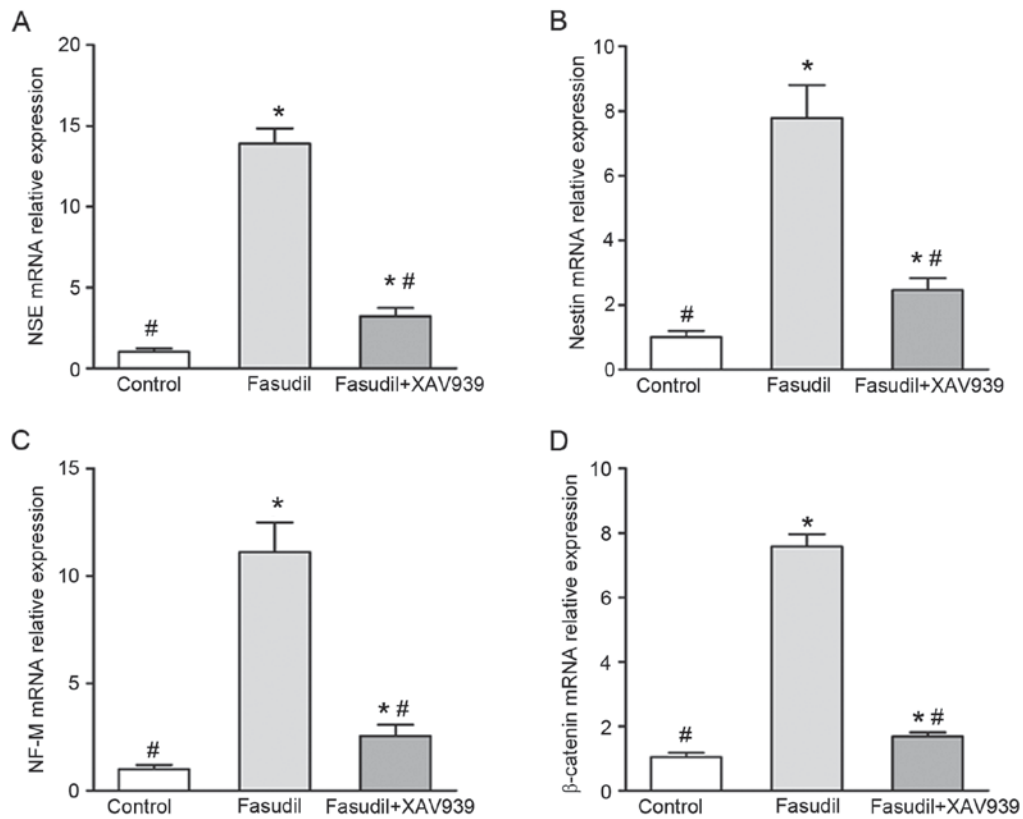 A
NSE mRNA relative expression
20
15
10
5
0
#
*
* #
Control Fasudil Fasudil+XAV939
B
Nestin mRNA relative expression
10
8
6
4
2
0
#
*
* #
Control Fasudil Fasudil+XAV939
C
NF-M mRNA relative expression
15
10
5
0
#
*
* #
Control Fasudil Fasudil+XAV939
D
β-catenin mRNA relative expression
10
8
6
4
2
0
#
*
* #
Control Fasudil Fasudil+XAV939